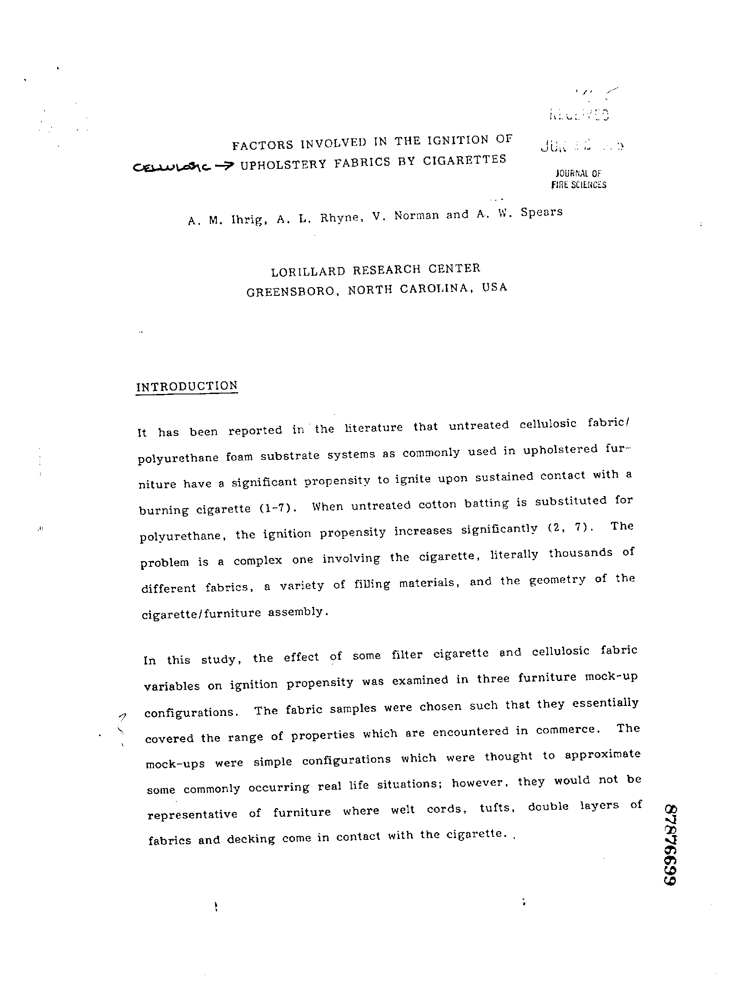 RECEIVED
FACTORS INVOLVED IN THE IGNITION OF
JUN
CELLULOSIC → UPHOLSTERY FABRICS BY CIGARETTES
JOURNAL OF
FIRE SCIENCES
A. M. Ihrig, A. L. Rhyne, V. Norman and A. W. Spears
LORILLARD RESEARCH CENTER
GREENSBORO, NORTH CAROLINA, USA
INTRODUCTION
It has been reported in the literature that untreated cellulosic fabric/
polyurethane foam substrate systems as commonly used in upholstered fur-
niture have a significant propensity to ignite upon sustained contact with a
burning cigarette (1-7). When untreated cotton batting is substituted for
polyurethane, the ignition propensity increases significantly (2, 7). The
problem is a complex one involving the cigarette, literally thousands of
different fabrics, a variety of filling materials, and the geometry of the
cigarette/furniture assembly.
In this study, the effect of some filter cigarette and cellulosic fabric
variables on ignition propensity was examined in three furniture mock-up
configurations. The fabric samples were chosen such that they essentially
covered the range of properties which are encountered in commerce. The
mock-ups were simple configurations which were thought to approximate
some commonly occurring real life situations; however, they would not be
representative of furniture where welt cords, tufts, double layers of
fabrics and decking come in contact with the cigarette.
87876699